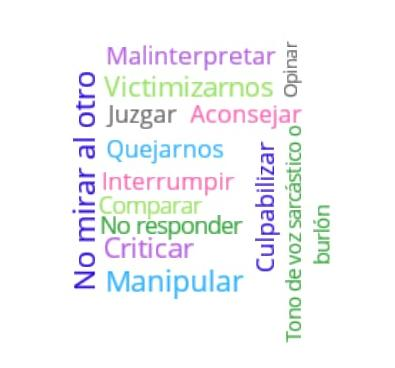 Malinterpretar
Victimizarnos
Juzgar
Aconsejar
Opinar
Quejarnos
Interrumpir
Comparar
No responder
Criticar
Manipular
No mirar al otro
Culpabilizar
Tono de voz sarcástico o
burlón